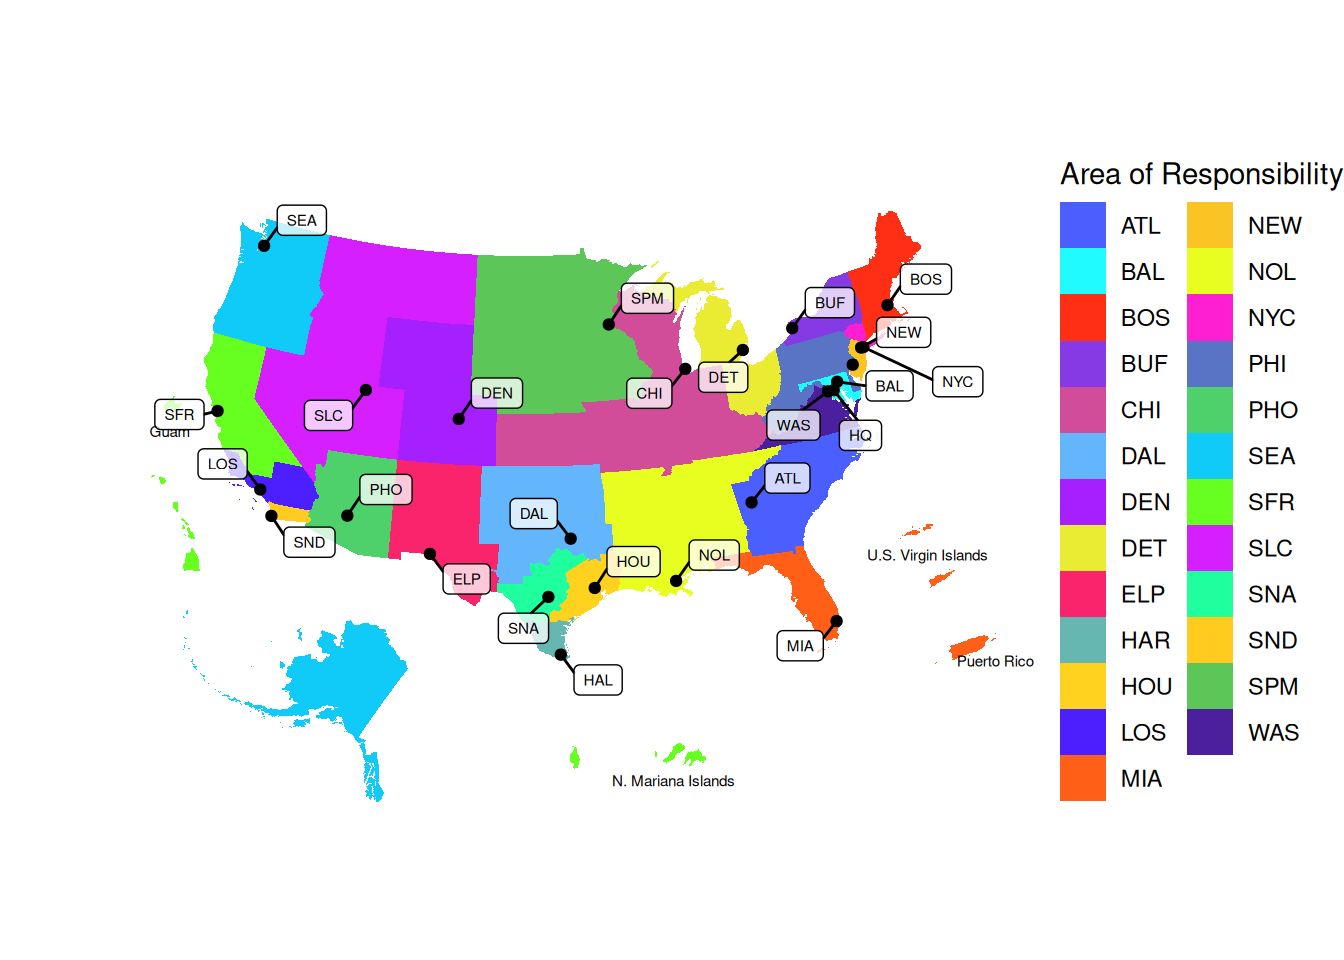 Area of Responsibility
ATL
BAL
BOS
BUF
CHI
DAL
DEN
DET
ELP
HAR
HOU
LOS
MIA
NEW
NOL
NYC
PHI
PHO
SEA
SFR
SLC
SNA
SND
SPM
WAS
SEA
BOS
SPM
BUF
NEW
DET
NYC
BAL
CHI
DEN
SFR
SLC
Guam
WAS
HQ
LOS
ATL
PHO
DAL
SND
NOL
U.S. Virgin Islands
HOU
ELP
SNA
MIA
Puerto Rico
HAL
N. Mariana Islands